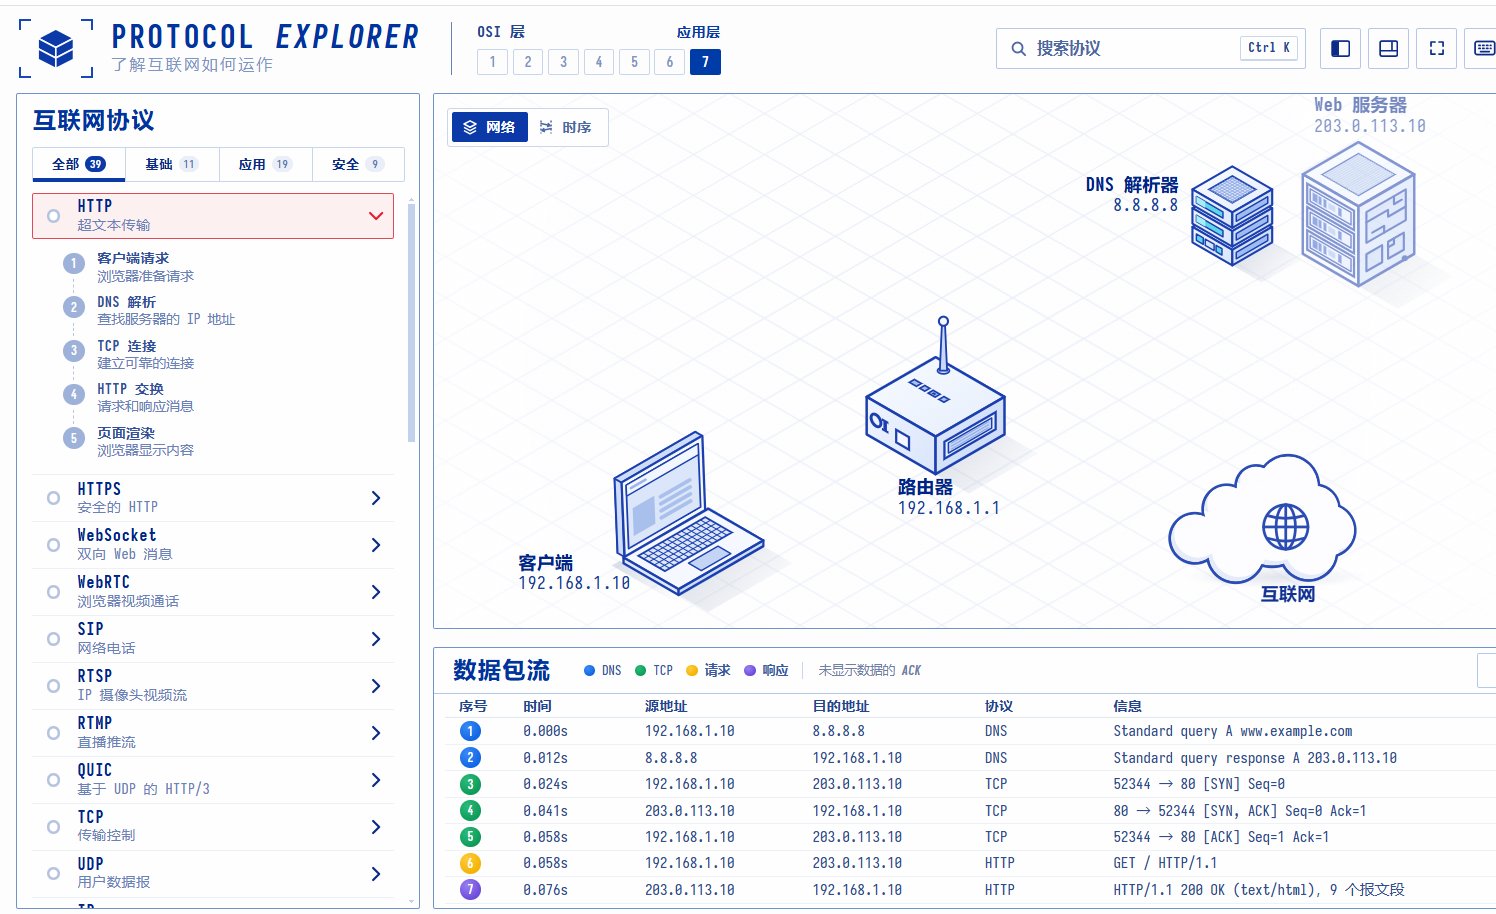 PROTOCOL EXPLORER
了解互联网如何运作
OSI 层 应用层
1 2 3 4 5 6 7
搜索协议 Ctrl K
互联网协议
全部 39 基础 11 应用 19 安全 9
HTTP
超文本传输
1 客户端请求
浏览器准备请求
2 DNS 解析
查找服务器的 IP 地址
3 TCP 连接
建立可靠的连接
4 HTTP 交换
请求和响应消息
5 页面渲染
浏览器显示内容
HTTPS
安全的 HTTP
WebSocket
双向 Web 消息
WebRTC
浏览器视频通话
SIP
网络电话
RTSP
IP 摄像头视频流
RTMP
直播推流
QUIC
基于 UDP 的 HTTP/3
TCP
传输控制
UDP
用户数据报
网络 时序
Web 服务器
203.0.113.10
DNS 解析器
8.8.8.8
路由器
192.168.1.1
客户端
192.168.1.10
互联网
数据包流 DNS TCP 请求 响应 未显示数据的 ACK
序号 时间 源地址 目的地址 协议 信息
1 0.000s 192.168.1.10 8.8.8.8 DNS Standard query A www.example.com
2 0.012s 8.8.8.8 192.168.1.10 DNS Standard query response A 203.0.113.10
3 0.024s 192.168.1.10 203.0.113.10 TCP 52344 → 80 [SYN] Seq=0
4 0.041s 203.0.113.10 192.168.1.10 TCP 80 → 52344 [SYN, ACK] Seq=0 Ack=1
5 0.058s 192.168.1.10 203.0.113.10 TCP 52344 → 80 [ACK] Seq=1 Ack=1
6 0.058s 192.168.1.10 203.0.113.10 HTTP GET / HTTP/1.1
7 0.076s 203.0.113.10 192.168.1.10 HTTP HTTP/1.1 200 OK (text/html), 9 个报文段